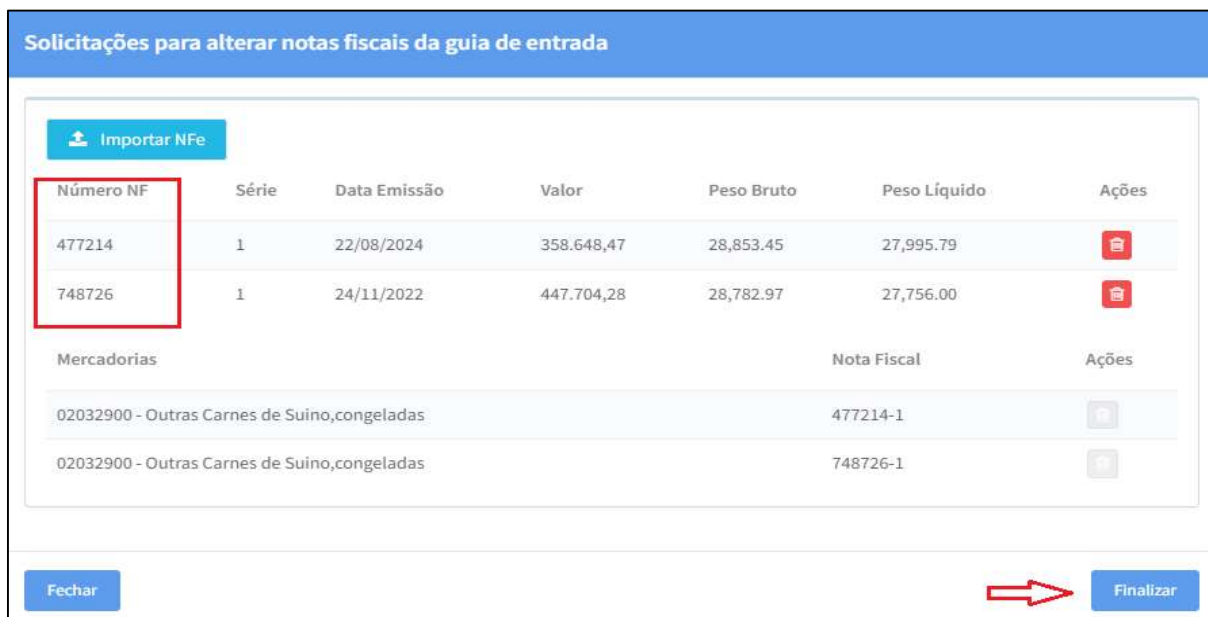 Solicitações para alterar notas fiscais da guia de entrada
Importar NFe
Número NF Série Data Emissão Valor Peso Bruto Peso Líquido Ações
477214 1 22/08/2024 358.648,47 28,853.45 27,995.79
748726 1 24/11/2022 447.704,28 28,782.97 27,756.00
Mercadorias Nota Fiscal Ações
02032900 - Outras Carnes de Suino,congeladas 477214-1
02032900 - Outras Carnes de Suino,congeladas 748726-1
Fechar Finalizar